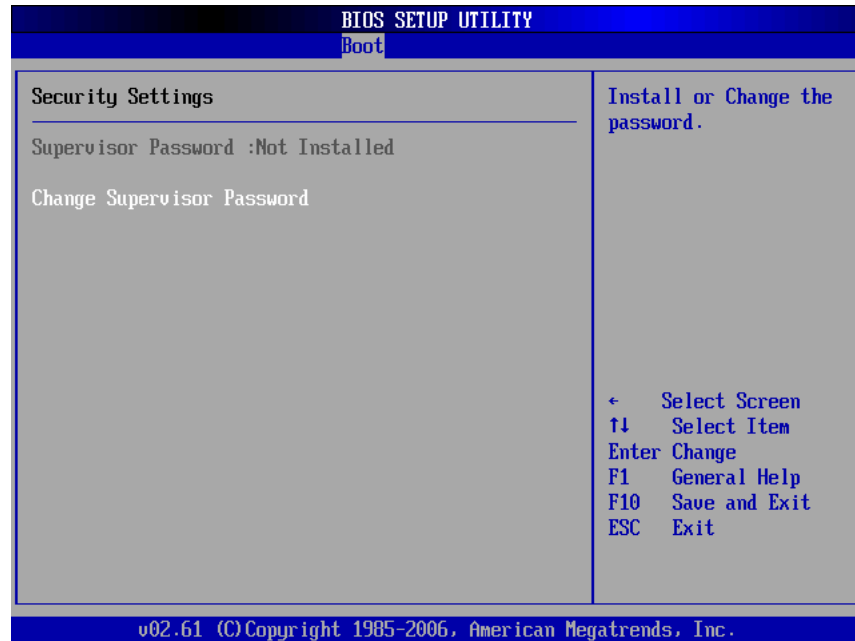 BIOS SETUP UTILITY
Boot
Security Settings
Supervisor Password :Not Installed
Change Supervisor Password
Install or Change the
password.
← Select Screen
↑↓ Select Item
Enter Change
F1 General Help
F10 Save and Exit
ESC Exit
v02.61 (C)Copyright 1985-2006, American Megatrends, Inc.